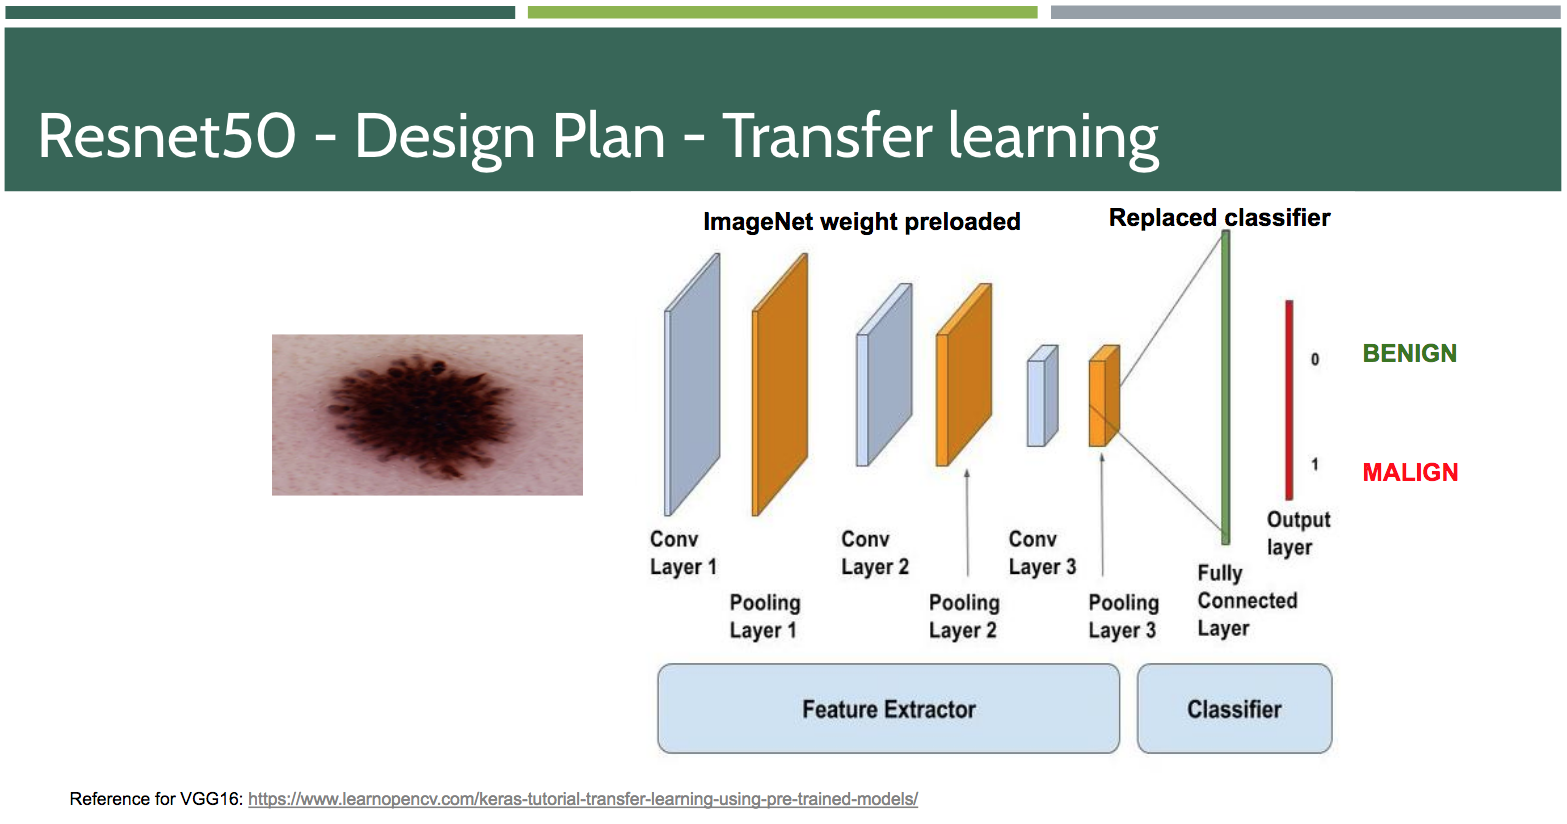 Resnet50 - Design Plan - Transfer learning
ImageNet weight preloaded
Replaced classifier
0
BENIGN
1
MALIGN
Conv
Layer 1
Pooling
Layer 1
Conv
Layer 2
Pooling
Layer 2
Conv
Layer 3
Pooling
Layer 3
Fully
Connected
Layer
Output
layer
Feature Extractor
Classifier
Reference for VGG16: https://www.learnopencv.com/keras-tutorial-transfer-learning-using-pre-trained-models/